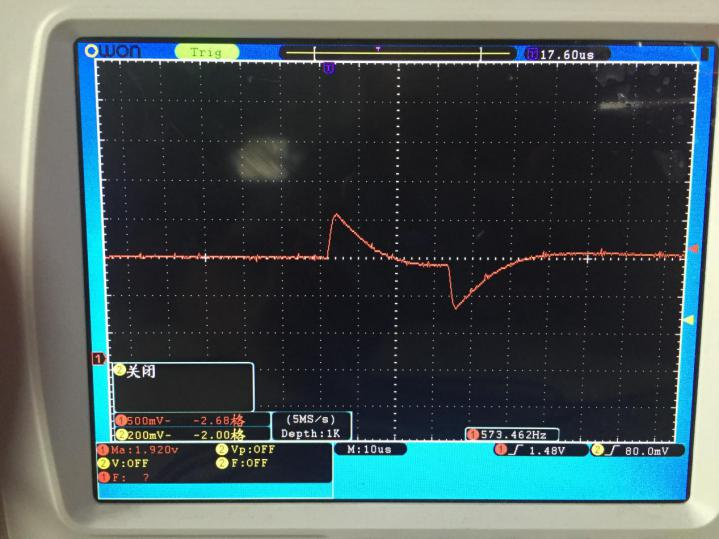 OWON Trig T 17.60us
T
1
2 关闭
1 500mV- -2.68格 (5MS/s)
2 200mV- -2.00格 Depth:1K 1 573.462Hz
1 Ma:1.920v 2 Vp:OFF M:10us 1 1.48V 2 80.0mV
2 V:OFF 2 F:OFF
1 F: ?